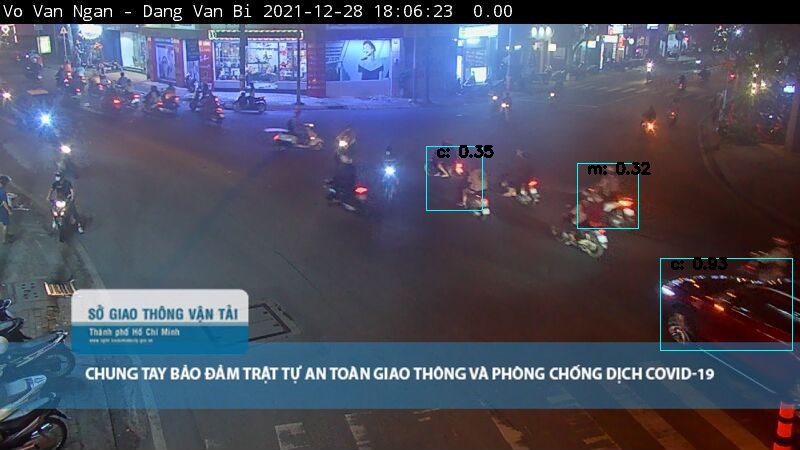 Vo Van Ngan - Dang Van Bi 2021-12-28 18:06:23 0.00
c: 0.35
m: 0.32
c: 0.93
SỞ GIAO THÔNG VẬN TẢI
Thành phố Hồ Chí Minh
CHUNG TAY BẢO ĐẢM TRẬT TỰ AN TOÀN GIAO THÔNG VÀ PHÒNG CHỐNG DỊCH COVID-19